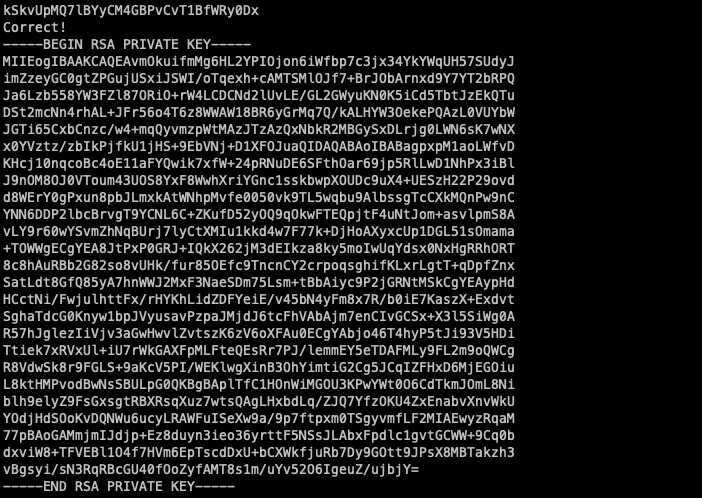 kSkvUpMQ7lBYyCM4GBPvCvT1BfWRy0Dx
Correct!
-----BEGIN RSA PRIVATE KEY-----
MIIEogIBAAKCAQEAvmOkuifmMg6HL2YPIOjon6iWfbp7c3jx34YkYWqUH57SUdyJ
imZzeyGC0gtZPGujUSxiJSWI/oTqexh+cAMTSMlOJf7+BrJObArnxd9Y7YT2bRPQ
Ja6Lzb558YW3FZl87ORiO+rW4LCDCNd2lUvLE/GL2GWyuKN0K5iCd5TbtJzEkQTu
DSt2mcNn4rhAL+JFr56o4T6z8WWAW18BR6yGrMq7Q/kALHYW3OekePQAzL0VUYbW
JGTi65CxbCnzc/w4+mqQyvmzpWtMAzJTzAzQxNbkR2MBGySxDLrjg0LWN6sK7wNX
x0YVztz/zbIkPjfkU1jHS+9EbVNj+D1XFOJuaQIDAQABAoIBABagpxpM1aoLWfvD
KHcj10nqcoBc4oE11aFYQwik7xfW+24pRNuDE6SFthOar69jp5RlLwD1NhPx3iBl
J9nOM8OJ0VToum43UOS8YxF8WwhXriYGnc1sskbwpXOUDc9uX4+UESzH22P29ovd
d8WErY0gPxun8pbJLmxkAtWNhpMvfe0050vk9TL5wqbu9AlbssgTcCXkMQnPw9nC
YNN6DDP2lbcBrvgT9YCNL6C+ZKufD52yOQ9qOkwFTEQpjtF4uNtJom+asvlpmS8A
vLY9r60wYSvmZhNqBUrj7lyCtXMIu1kkd4w7F77k+DjHoAXyxcUp1DGL51sOmama
+TOWWgECgYEA8JtPxP0GRJ+IQkX262jM3dEIkza8ky5moIwUqYdsx0NxHgRRhORT
8c8hAuRBb2G82so8vUHk/fur85OEfc9TncnCY2crpoqsghifKLxrLgtT+qDpfZnx
SatLdt8GfQ85yA7hnWWJ2MxF3NaeSDm75Lsm+tBbAiyc9P2jGRNtMSkCgYEAypHd
HCctNi/FwjulhttFx/rHYKhLidZDFYeiE/v45bN4yFm8x7R/b0iE7KaszX+Exdvt
SghaTdcG0Knyw1bpJVyusavPzpaJMjdJ6tcFhVAbAjm7enCIvGCSx+X3l5SiWg0A
R57hJglezIiVjv3aGwHwvlZvtszK6zV6oXFAu0ECgYAbjo46T4hyP5tJi93V5HDi
Ttiek7xRVxUl+iU7rWkGAXFpMLFteQEsRr7PJ/lemmEY5eTDAFMLy9FL2m9oQWCg
R8VdwSk8r9FGLS+9aKcV5PI/WEKlwgXinB3OhYimtiG2Cg5JCqIZFHxD6MjEGOiu
L8ktHMPvodBwNsSBULpG0QKBgBAplTfC1HOnWiMGOU3KPwYWt0O6CdTkmJOmL8Ni
blh9elyZ9FsGxsgtRBXRsqXuz7wtsQAgLHxbdLq/ZJQ7YfzOKU4ZxEnabvXnvWkU
YOdjHdSOoKvDQNWu6ucyLRAWFuISeXw9a/9p7ftpxm0TSgyvmfLF2MIAEwyzRqaM
77pBAoGAMmjmIJdjp+Ez8duyn3ieo36yrttF5NSsJLAbxFpdlc1gvtGCWW+9Cq0b
dxviW8+TFVEBl1O4f7HVm6EpTscdDxU+bCXWkfjuRb7Dy9GOtt9JPsX8MBTakzh3
vBgsyi/sN3RqRBcGU40fOoZyfAMT8s1m/uYv52O6IgeuZ/ujbjY=
-----END RSA PRIVATE KEY-----